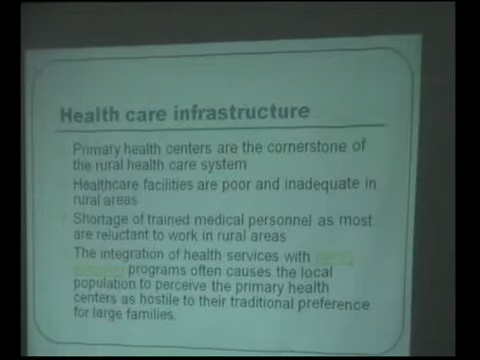 Health care infrastructure
Primary health centers are the cornerstone of
the rural health care system
Healthcare facilities are poor and inadequate in
rural areas
Shortage of trained medical personnel as most
are reluctant to work in rural areas
The integration of health services with
programs often causes the local
population to perceive the primary health
centers as hostile to their traditional preference
for large families.